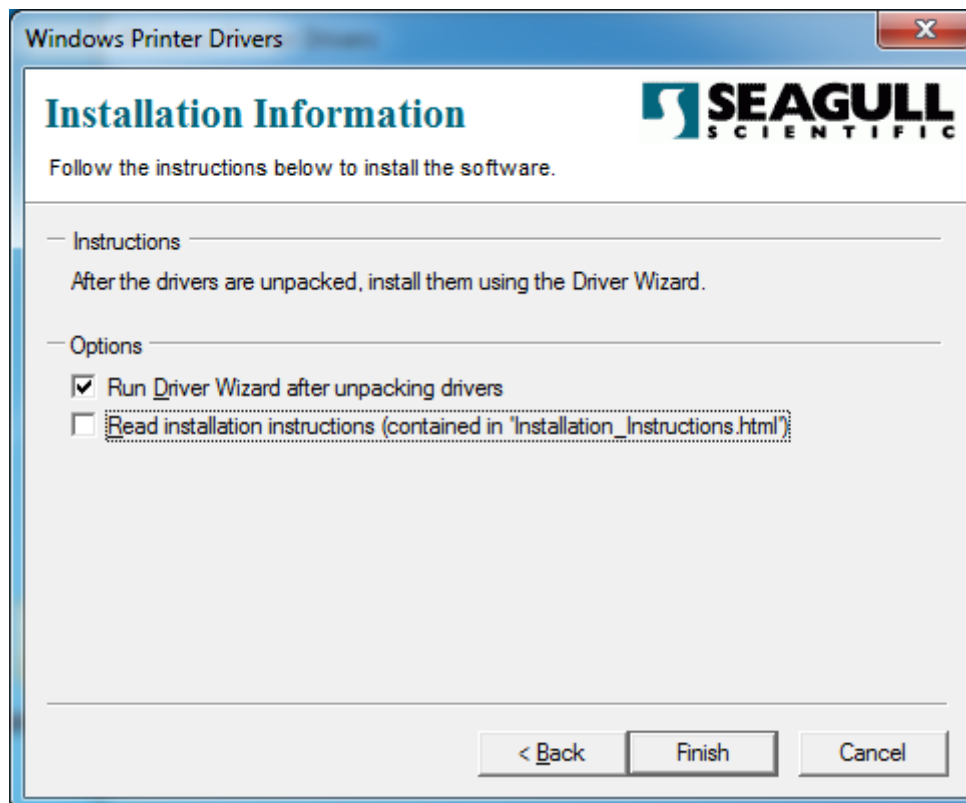 Windows Printer Drivers
Installation Information
SEAGULL
SCIENTIFIC
Follow the instructions below to install the software.
Instructions
After the drivers are unpacked, install them using the Driver Wizard.
Options
Run Driver Wizard after unpacking drivers
Read installation instructions (contained in "Installation_Instructions.html")
< Back
Finish
Cancel